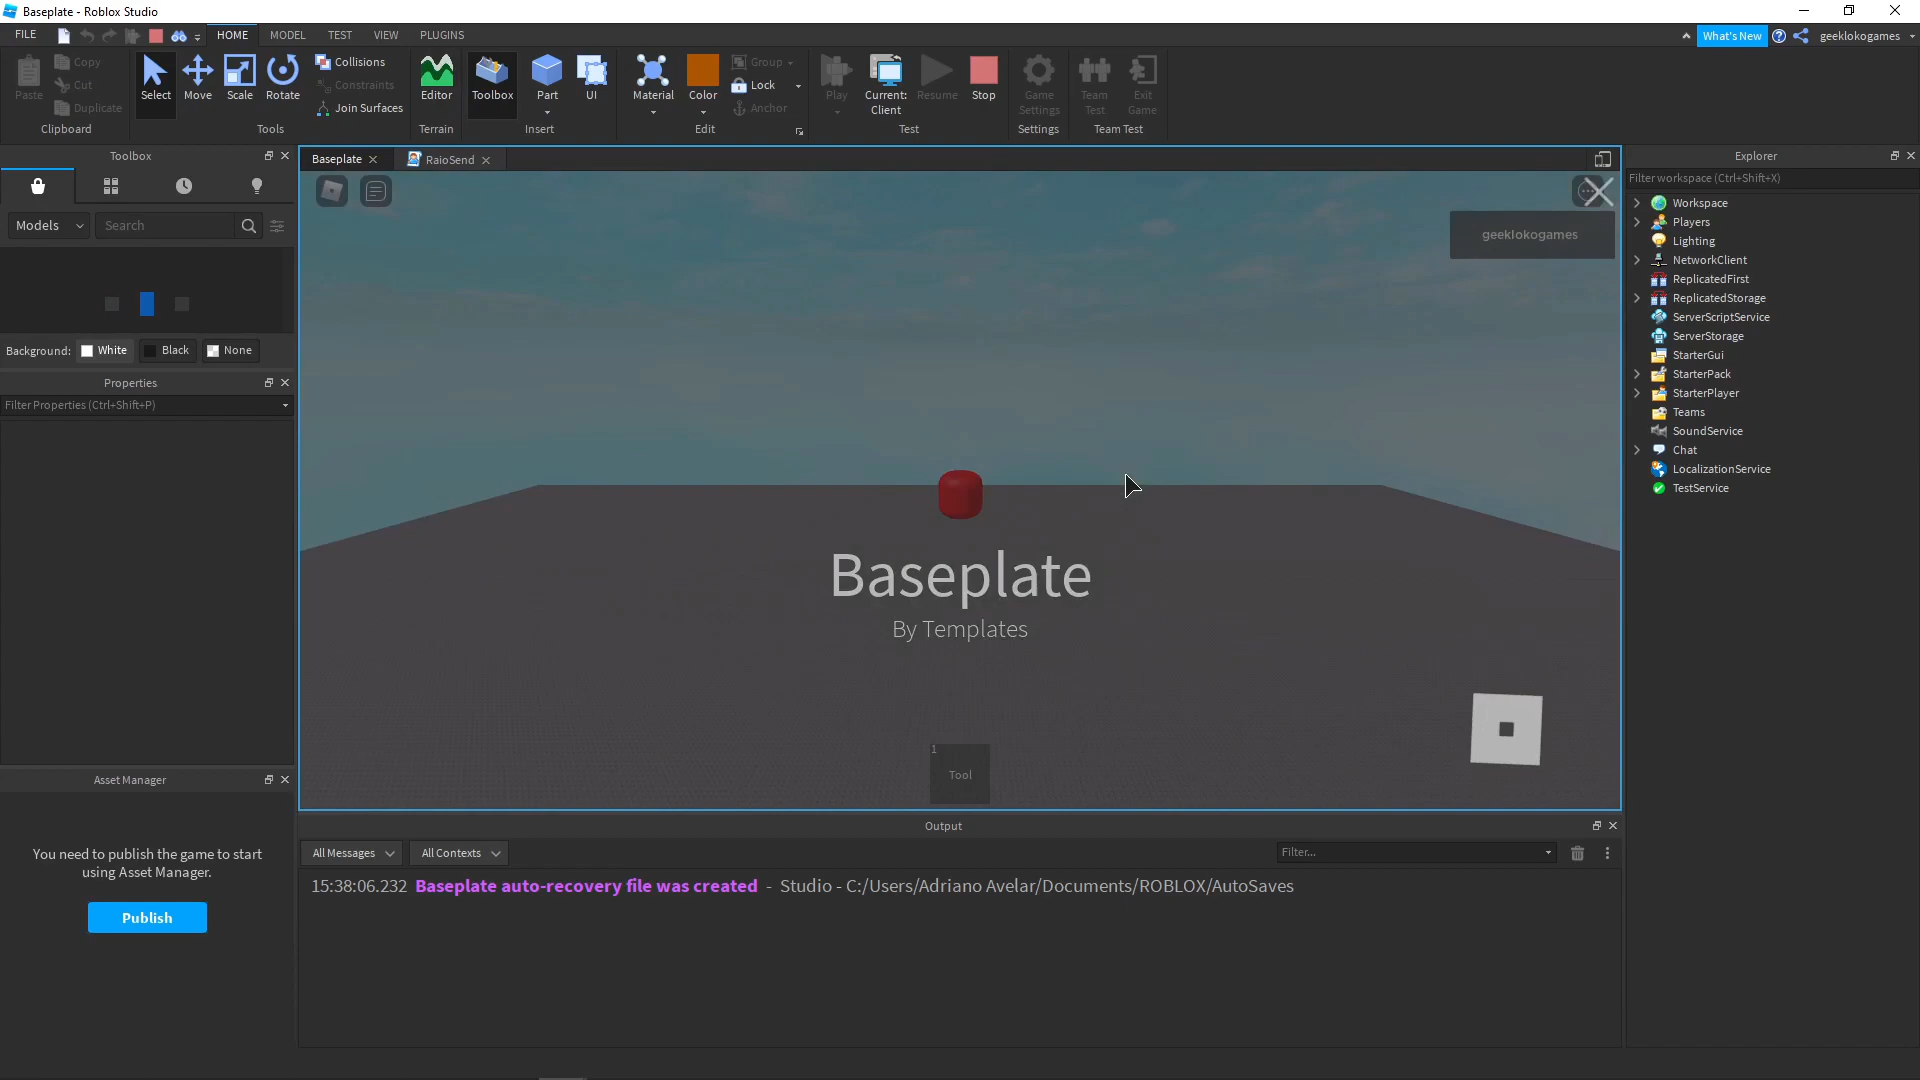 Baseplate - Roblox Studio
FILE HOME MODEL TEST VIEW PLUGINS What's New geeklokogames
Paste Copy Cut Duplicate
Clipboard
Select Move Scale Rotate Collisions Constraints Join Surfaces
Tools
Editor
Terrain
Toolbox Part UI
Insert
Material Color Group Lock Anchor
Edit
Play Current: Client Resume Stop
Test
Game Settings
Settings
Team Test Exit Game
Team Test
Toolbox
Models Search
Background: White Black None
Properties
Filter Properties (Ctrl+Shift+P)
Asset Manager
You need to publish the game to start
using Asset Manager.
Publish
Baseplate RaioSend
geeklokogames
Baseplate
By Templates
1
Tool
Output
All Messages All Contexts Filter...
15:38:06.232 Baseplate auto-recovery file was created - Studio - C:/Users/Adriano Avelar/Documents/ROBLOX/AutoSaves
Explorer
Filter workspace (Ctrl+Shift+X)
Workspace
Players
Lighting
NetworkClient
ReplicatedFirst
ReplicatedStorage
ServerScriptService
ServerStorage
StarterGui
StarterPack
StarterPlayer
Teams
SoundService
Chat
LocalizationService
TestService